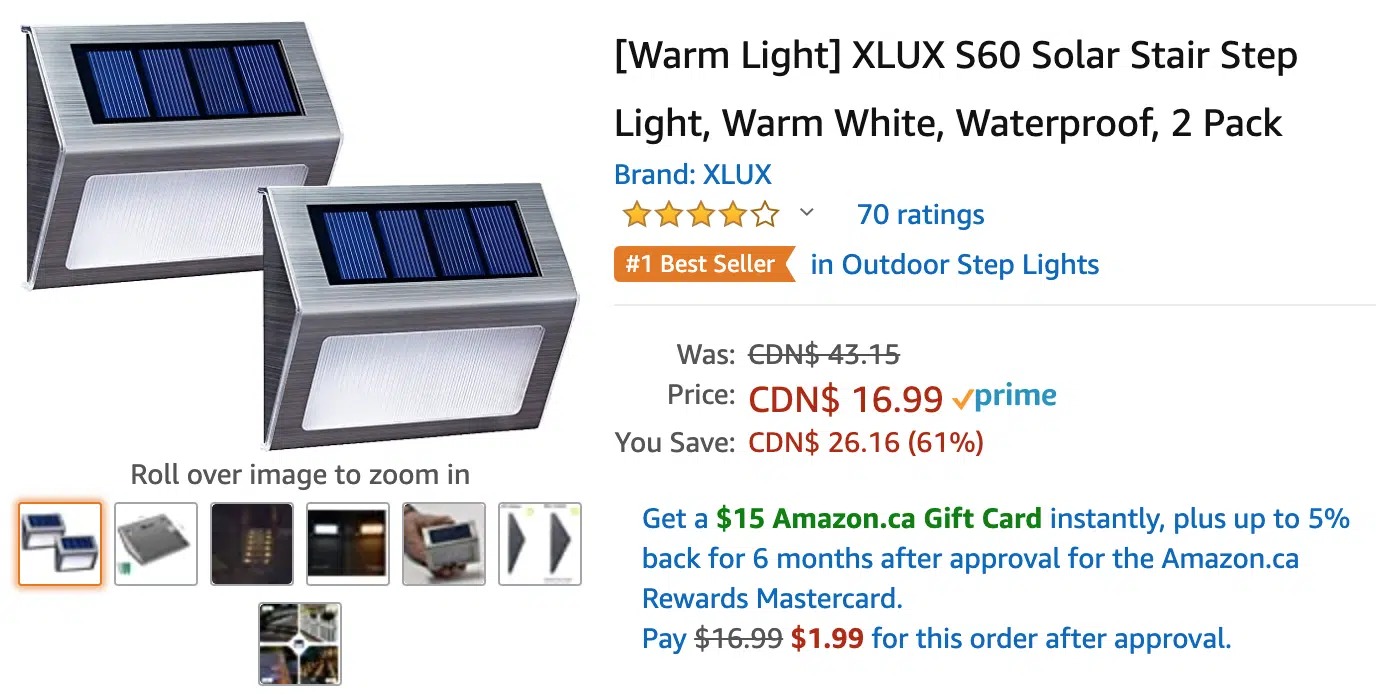 [Warm Light] XLUX S60 Solar Stair Step
Light, Warm White, Waterproof, 2 Pack
Brand: XLUX
70 ratings
#1 Best Seller in Outdoor Step Lights
Was: CDN$ 43.15
Price: CDN$ 16.99 prime
You Save: CDN$ 26.16 (61%)
Roll over image to zoom in
Get a $15 Amazon.ca Gift Card instantly, plus up to 5%
back for 6 months after approval for the Amazon.ca
Rewards Mastercard.
Pay $16.99 $1.99 for this order after approval.